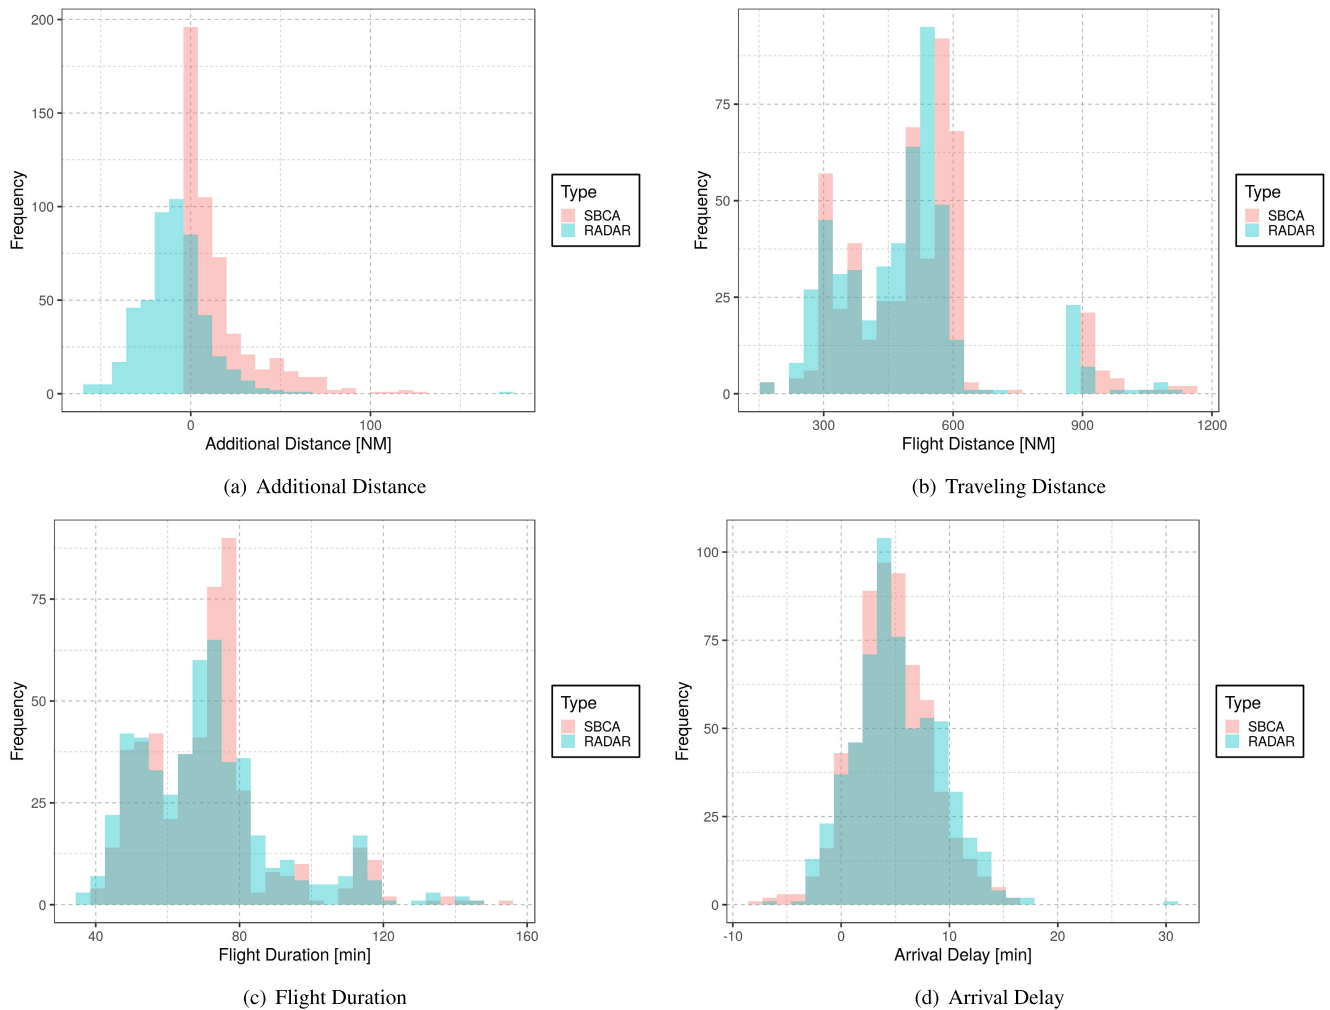 200
150
100
50
0
Frequency
0
100
Additional Distance [NM]
Type
SBCA
RADAR
(a) Additional Distance
75
50
25
0
Frequency
300
600
900
1200
Flight Distance [NM]
Type
SBCA
RADAR
(b) Traveling Distance
75
50
25
0
Frequency
40
80
120
160
Flight Duration [min]
Type
SBCA
RADAR
(c) Flight Duration
100
75
50
25
0
Frequency
-10
0
10
20
30
Arrival Delay [min]
Type
SBCA
RADAR
(d) Arrival Delay